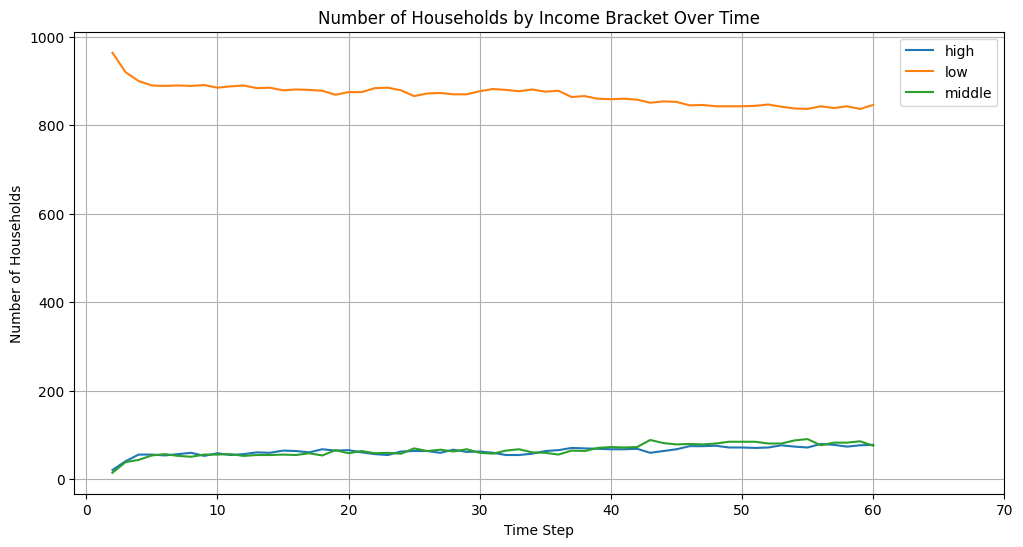 Number of Households by Income Bracket Over Time
high
low
middle
Number of Households
1000
800
600
400
200
0
0 10 20 30 40 50 60 70
Time Step